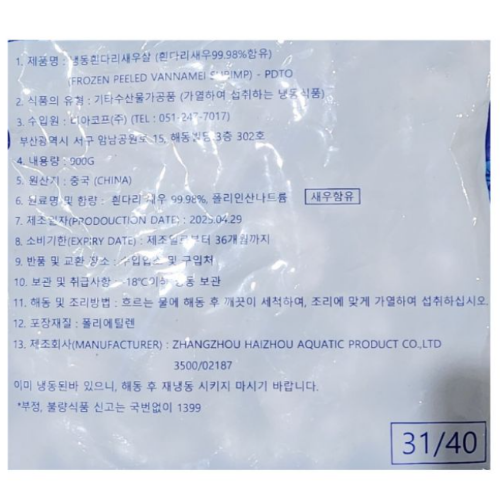 1. 제품명 : 냉동흰다리새우살 (흰다리새우99.98%함유)
(FROZEN PEELED VANNAMEI SHRIMP) - PDTO
2. 식품의 유형 : 기타수산물가공품 (가열하여 섭취하는 냉동식품)
3. 수입원 : 디아코프(주) (TEL : 051-247-7017)
부산광역시 서구 암남공원로 15, 해동빌딩 3층 302호
4. 내용량 : 900G
5. 원산지 : 중국 (CHINA)
6. 원료명 및 함량 : 흰다리새우 99.98%, 폴리인산나트륨 새우함유
7. 제조일자(PRODOUCTION DATE) : 2025.04.29
8. 소비기한(EXPIRY DATE) : 제조일로부터 36개월까지
9. 반품 및 교환 장소 : 수입업소 및 구입처
10. 보관 및 취급사항 : -18℃이하 냉동 보관
11. 해동 및 조리방법 : 흐르는 물에 해동 후 깨끗이 세척하여, 조리에 맞게 가열하여 섭취하십시오.
12. 포장재질 : 폴리에틸렌
13. 제조회사(MANUFACTURER) : ZHANGZHOU HAIZHOU AQUATIC PRODUCT CO.,LTD
3500/02187
이미 냉동된바 있으니, 해동 후 재냉동 시키지 마시기 바랍니다.
*부정, 불량식품 신고는 국번없이 1399
31/40